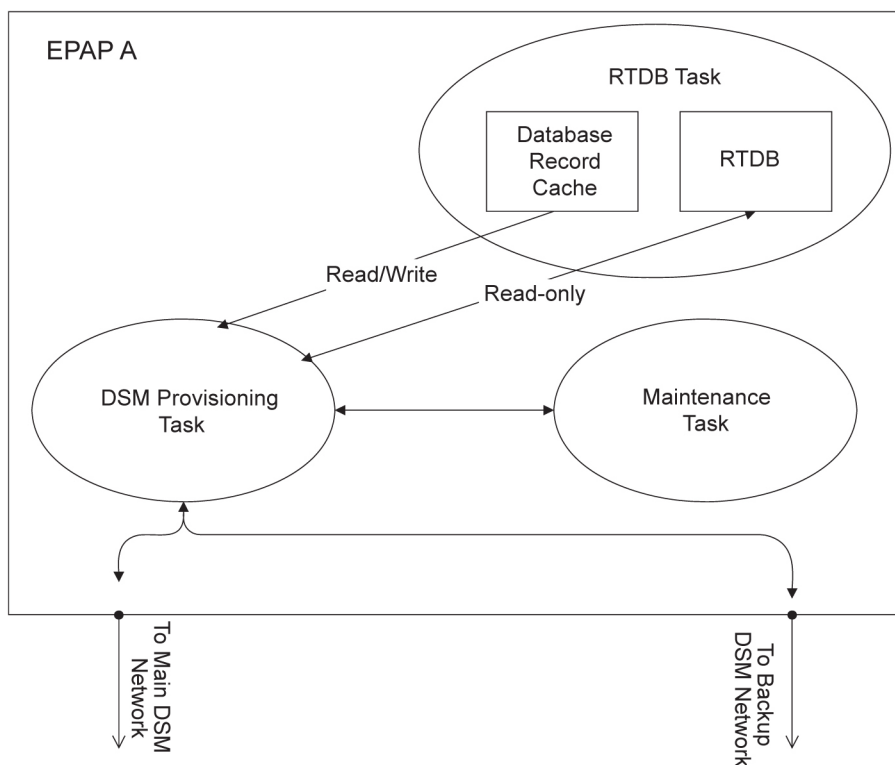 EPAP A
RTDB Task
Database
Record
Cache
RTDB
Read/Write
Read-only
DSM Provisioning
Task
Maintenance
Task
To Main DSM
Network
To Backup
DSM Network